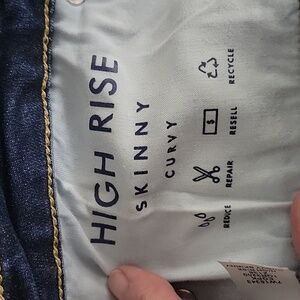 HIGH RISE
SKINNY
CURVY
REDUCE
REPAIR
RESELL
$
RECYCLE